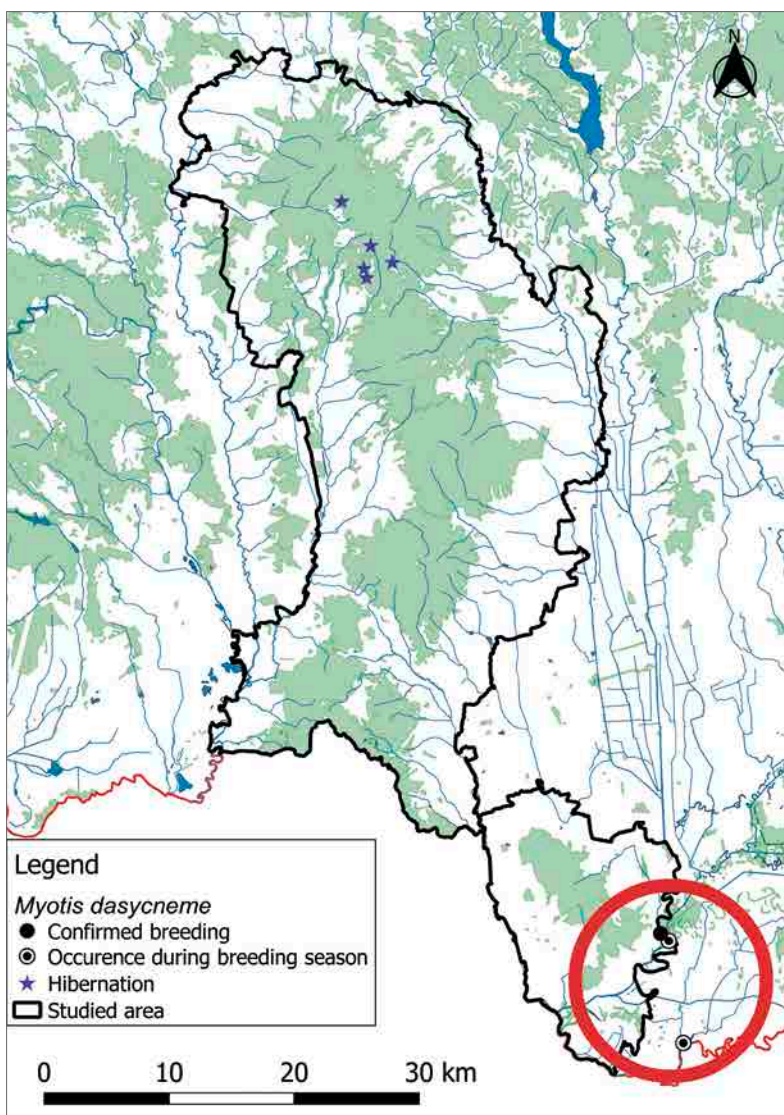 N
Legend
Myotis dasycneme
Confirmed breeding
Occurence during breeding season
Hibernation
Studied area
0 10 20 30 km